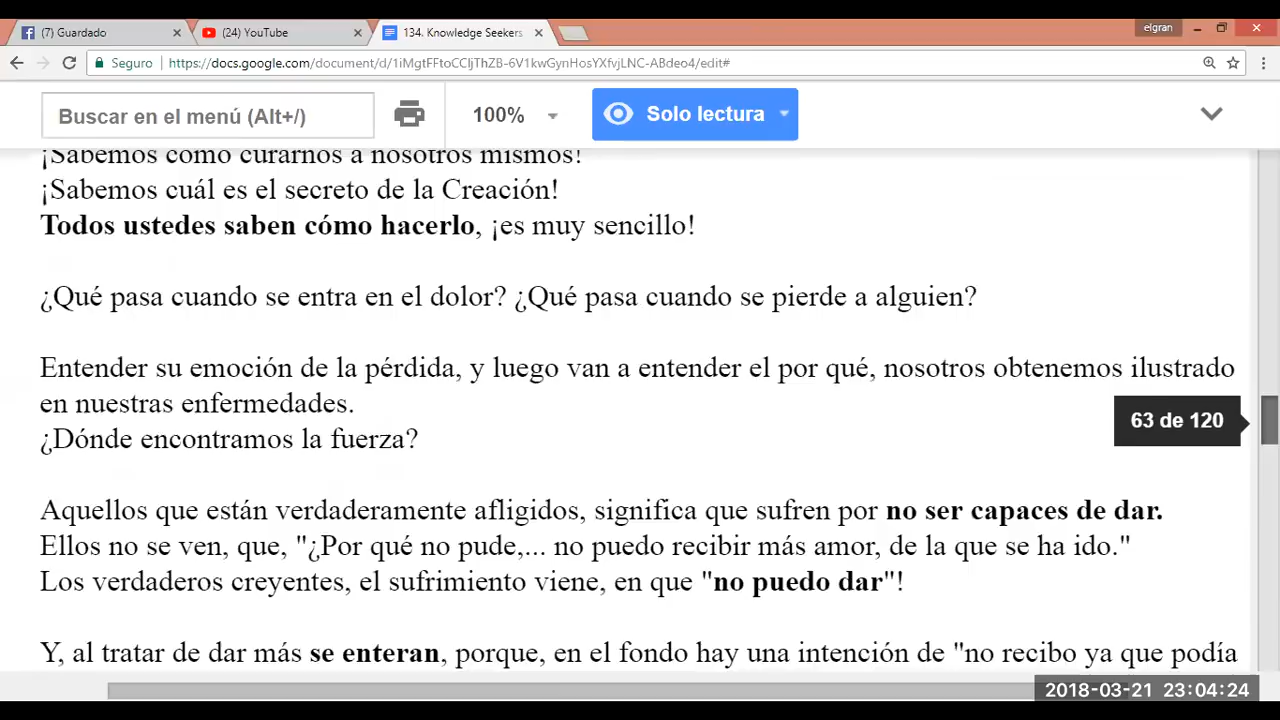 (7) Guardado
(24) YouTube
134. Knowledge Seekers
elgran
Seguro
https://docs.google.com/document/d/1iMgtFFtoCCljThZB-6V1kwGynHosYXfvjLNC-ABdeo4/edit#
Buscar en el menú (Alt+/)
100%
Solo lectura
¡Sabemos cómo curarnos a nosotros mismos!
¡Sabemos cuál es el secreto de la Creación!
Todos ustedes saben cómo hacerlo, ¡es muy sencillo!
¿Qué pasa cuando se entra en el dolor? ¿Qué pasa cuando se pierde a alguien?
Entender su emoción de la pérdida, y luego van a entender el por qué, nosotros obtenemos ilustrado
en nuestras enfermedades.
63 de 120
¿Dónde encontramos la fuerza?
Aquellos que están verdaderamente afligidos, significa que sufren por no ser capaces de dar.
Ellos no se ven, que, "¿Por qué no pude,... no puedo recibir más amor, de la que se ha ido."
Los verdaderos creyentes, el sufrimiento viene, en que "no puedo dar"!
Y, al tratar de dar más se enteran, porque, en el fondo hay una intención de "no recibo ya que podía
2018-03-21 23:04:24